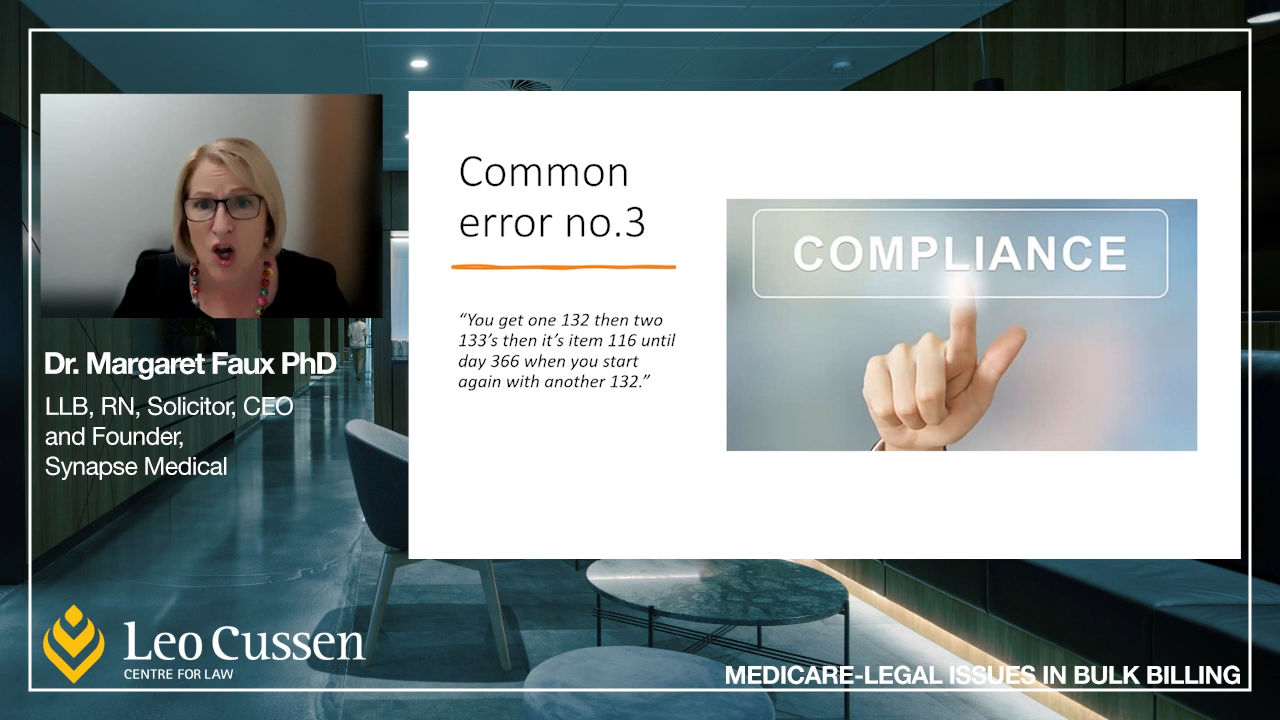 Common
error no.3
“You get one 132 then two
133’s then it’s item 116 until
day 366 when you start
again with another 132.”
COMPLIANCE
Dr. Margaret Faux PhD
LLB, RN, Solicitor, CEO
and Founder,
Synapse Medical
Leo Cussen
CENTRE FOR LAW
MEDICARE-LEGAL ISSUES IN BULK BILLING